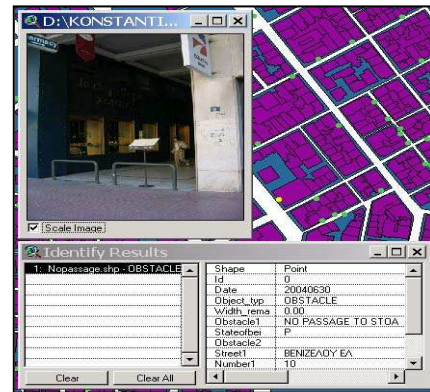 D:\KONSTANTI...
Scale Image
Identify Results
1: Nopassage.shp - OBSTACLE
Shape Point
Id 0
Date 20040630
Object_typ OBSTACLE
Width_rema 0.00
Obstacle1 NO PASSAGE TO STOA
Stateofbei P
Obstacle2
Street1 ΒΕΝΙΖΕΛΟΥ ΕΛ
Number1 10
Clear Clear All